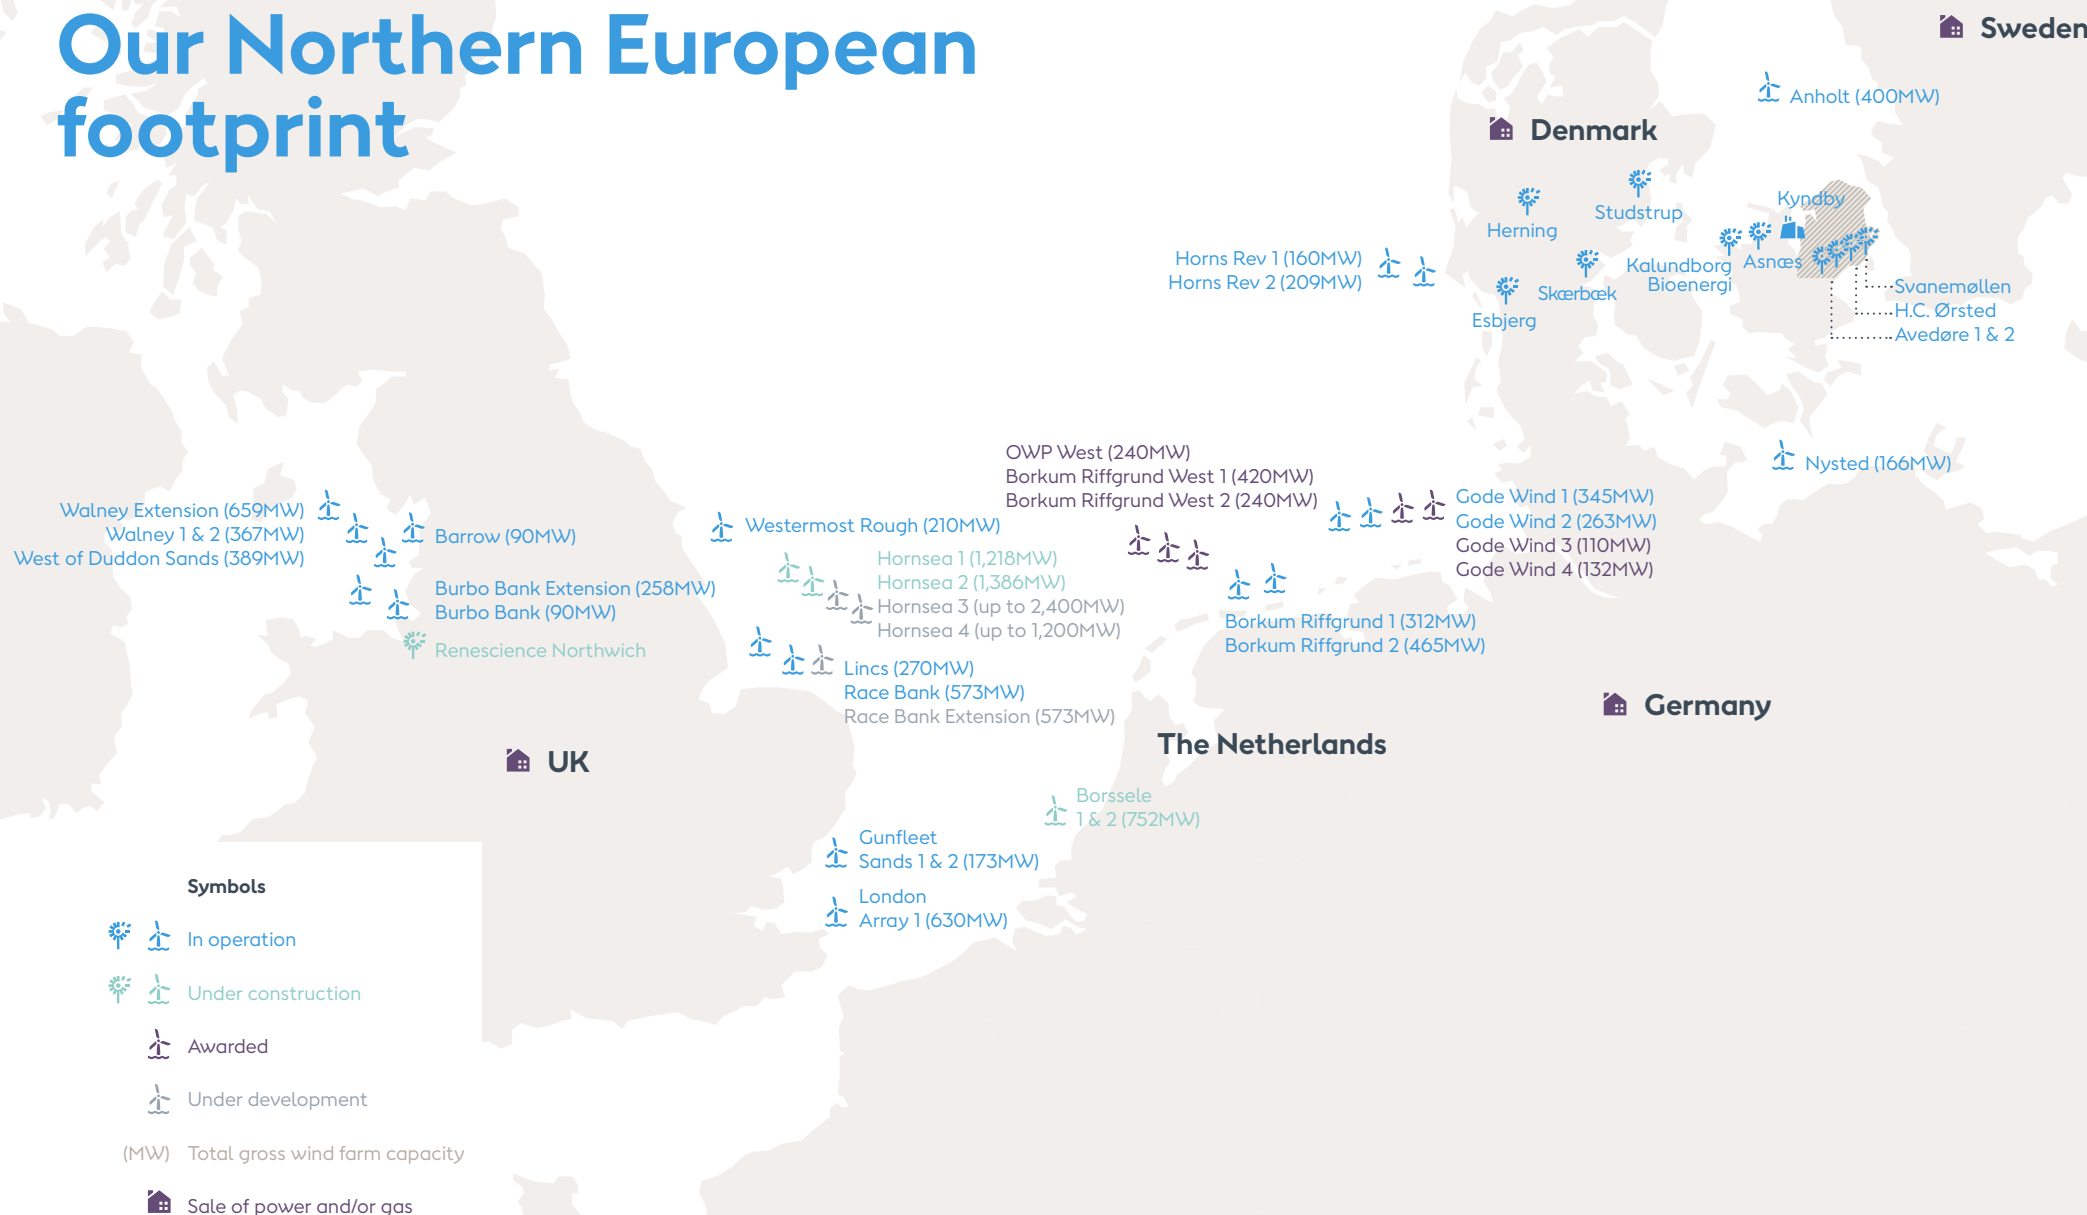 Our Northern European
footprint
Sweden
Anholt (400MW)
Denmark
Kyndby
Studstrup
Herning
Horns Rev 1 (160MW)
Horns Rev 2 (209MW)
Kalundborg
Bioenergi
Asnæs
Skærbæk
Esbjerg
Svanemøllen
H.C. Ørsted
Avedøre 1 & 2
OWP West (240MW)
Borkum Riffgrund West 1 (420MW)
Borkum Riffgrund West 2 (240MW)
Nysted (166MW)
Gode Wind 1 (345MW)
Gode Wind 2 (263MW)
Gode Wind 3 (110MW)
Gode Wind 4 (132MW)
Walney Extension (659MW)
Walney 1 & 2 (367MW)
West of Duddon Sands (389MW)
Barrow (90MW)
Westermost Rough (210MW)
Hornsea 1 (1,218MW)
Hornsea 2 (1,386MW)
Hornsea 3 (up to 2,400MW)
Hornsea 4 (up to 1,200MW)
Burbo Bank Extension (258MW)
Burbo Bank (90MW)
Renescience Northwich
Borkum Riffgrund 1 (312MW)
Borkum Riffgrund 2 (465MW)
Lincs (270MW)
Race Bank (573MW)
Race Bank Extension (573MW)
Germany
The Netherlands
UK
Borssele
1 & 2 (752MW)
Gunfleet
Sands 1 & 2 (173MW)
London
Array 1 (630MW)
Symbols
In operation
Under construction
Awarded
Under development
(MW) Total gross wind farm capacity
Sale of power and/or gas